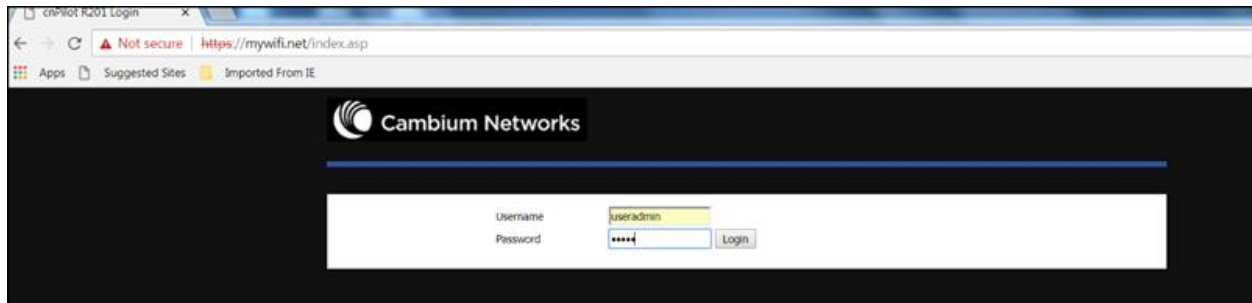 cnPilot R201 Login
Not secure https://mywifi.net/index.asp
Apps Suggested Sites Imported From IE
Cambium Networks
Username useradmin
Password •••••
Login